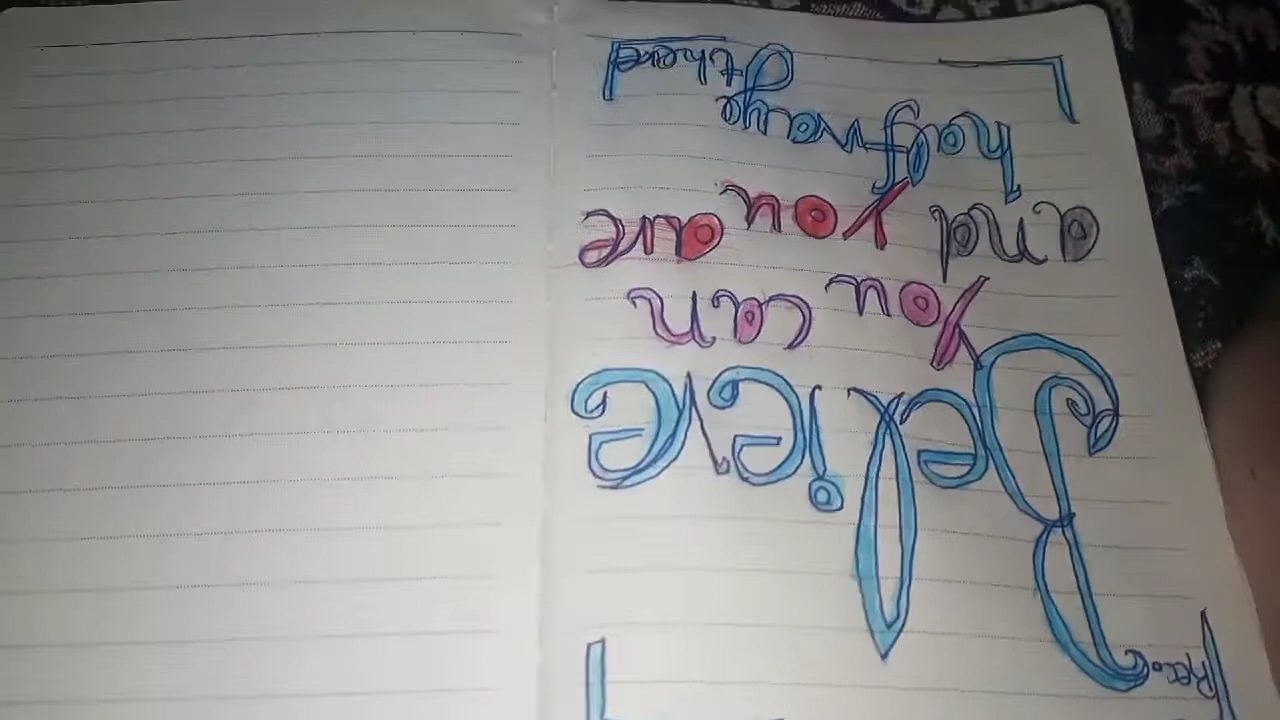 believe
you can
and you are
halfway
there